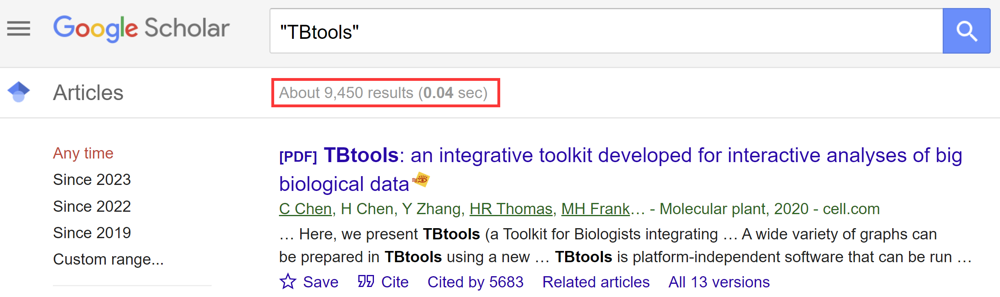 Google Scholar
"TBtools"
Articles
About 9,450 results (0.04 sec)
Any time
Since 2023
Since 2022
Since 2019
Custom range...
[PDF] TBtools: an integrative toolkit developed for interactive analyses of big
biological data
C Chen, H Chen, Y Zhang, HR Thomas, MH Frank… - Molecular plant, 2020 - cell.com
… Here, we present TBtools (a Toolkit for Biologists integrating … A wide variety of graphs can
be prepared in TBtools using a new … TBtools is platform-independent software that can be run …
Save Cite Cited by 5683 Related articles All 13 versions